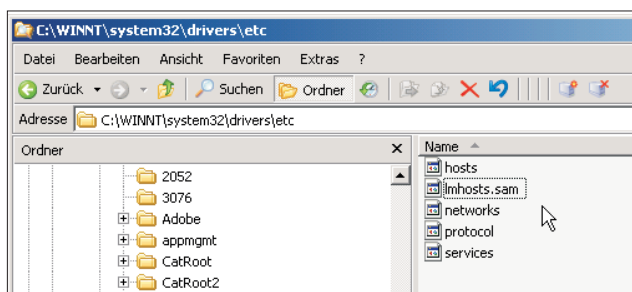 C:\WINNT\system32\drivers\etc
Datei Bearbeiten Ansicht Favoriten Extras ?
Zurück Suchen Ordner
Adresse C:\WINNT\system32\drivers\etc
Ordner
2052
3076
Adobe
appmgmt
CatRoot
CatRoot2
Name
hosts
lmhosts.sam
networks
protocol
services